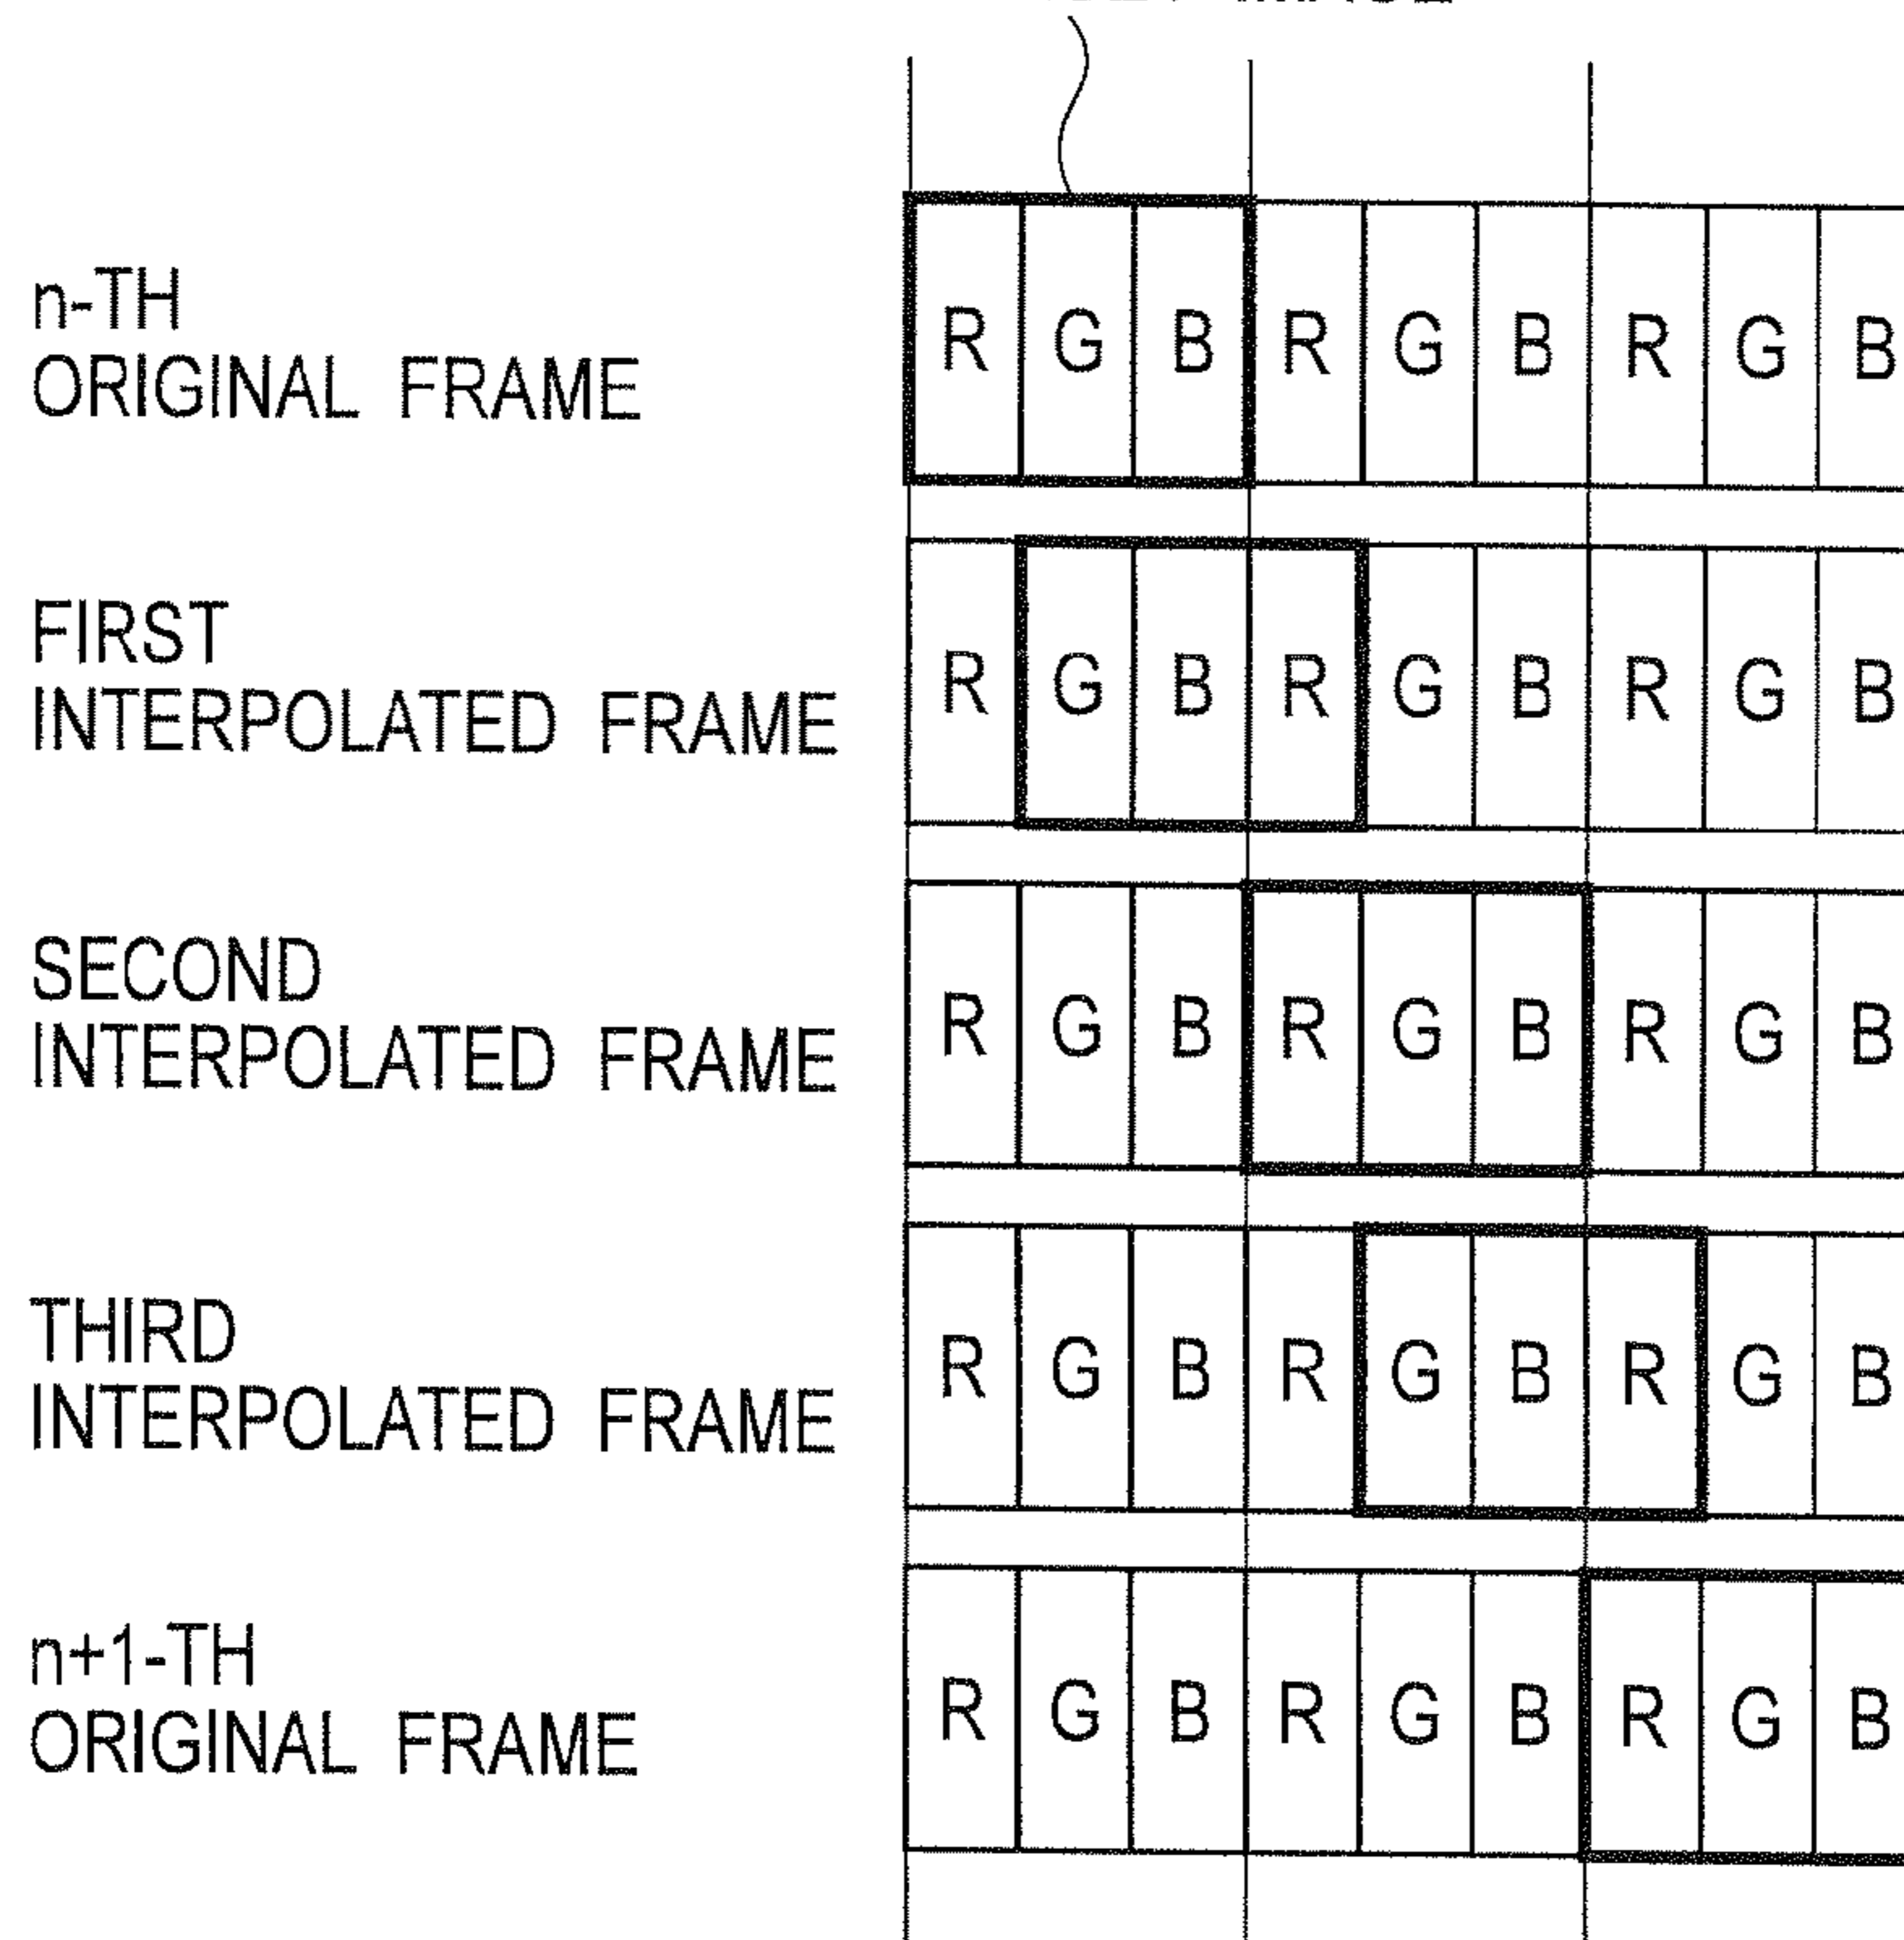 n-TH
ORIGINAL FRAME
R G B R G B R G B
FIRST
INTERPOLATED FRAME
R G B R G B R G B
SECOND
INTERPOLATED FRAME
R G B R G B R G B
THIRD
INTERPOLATED FRAME
R G B R G B R G B
n+1-TH
ORIGINAL FRAME
R G B R G B R G B